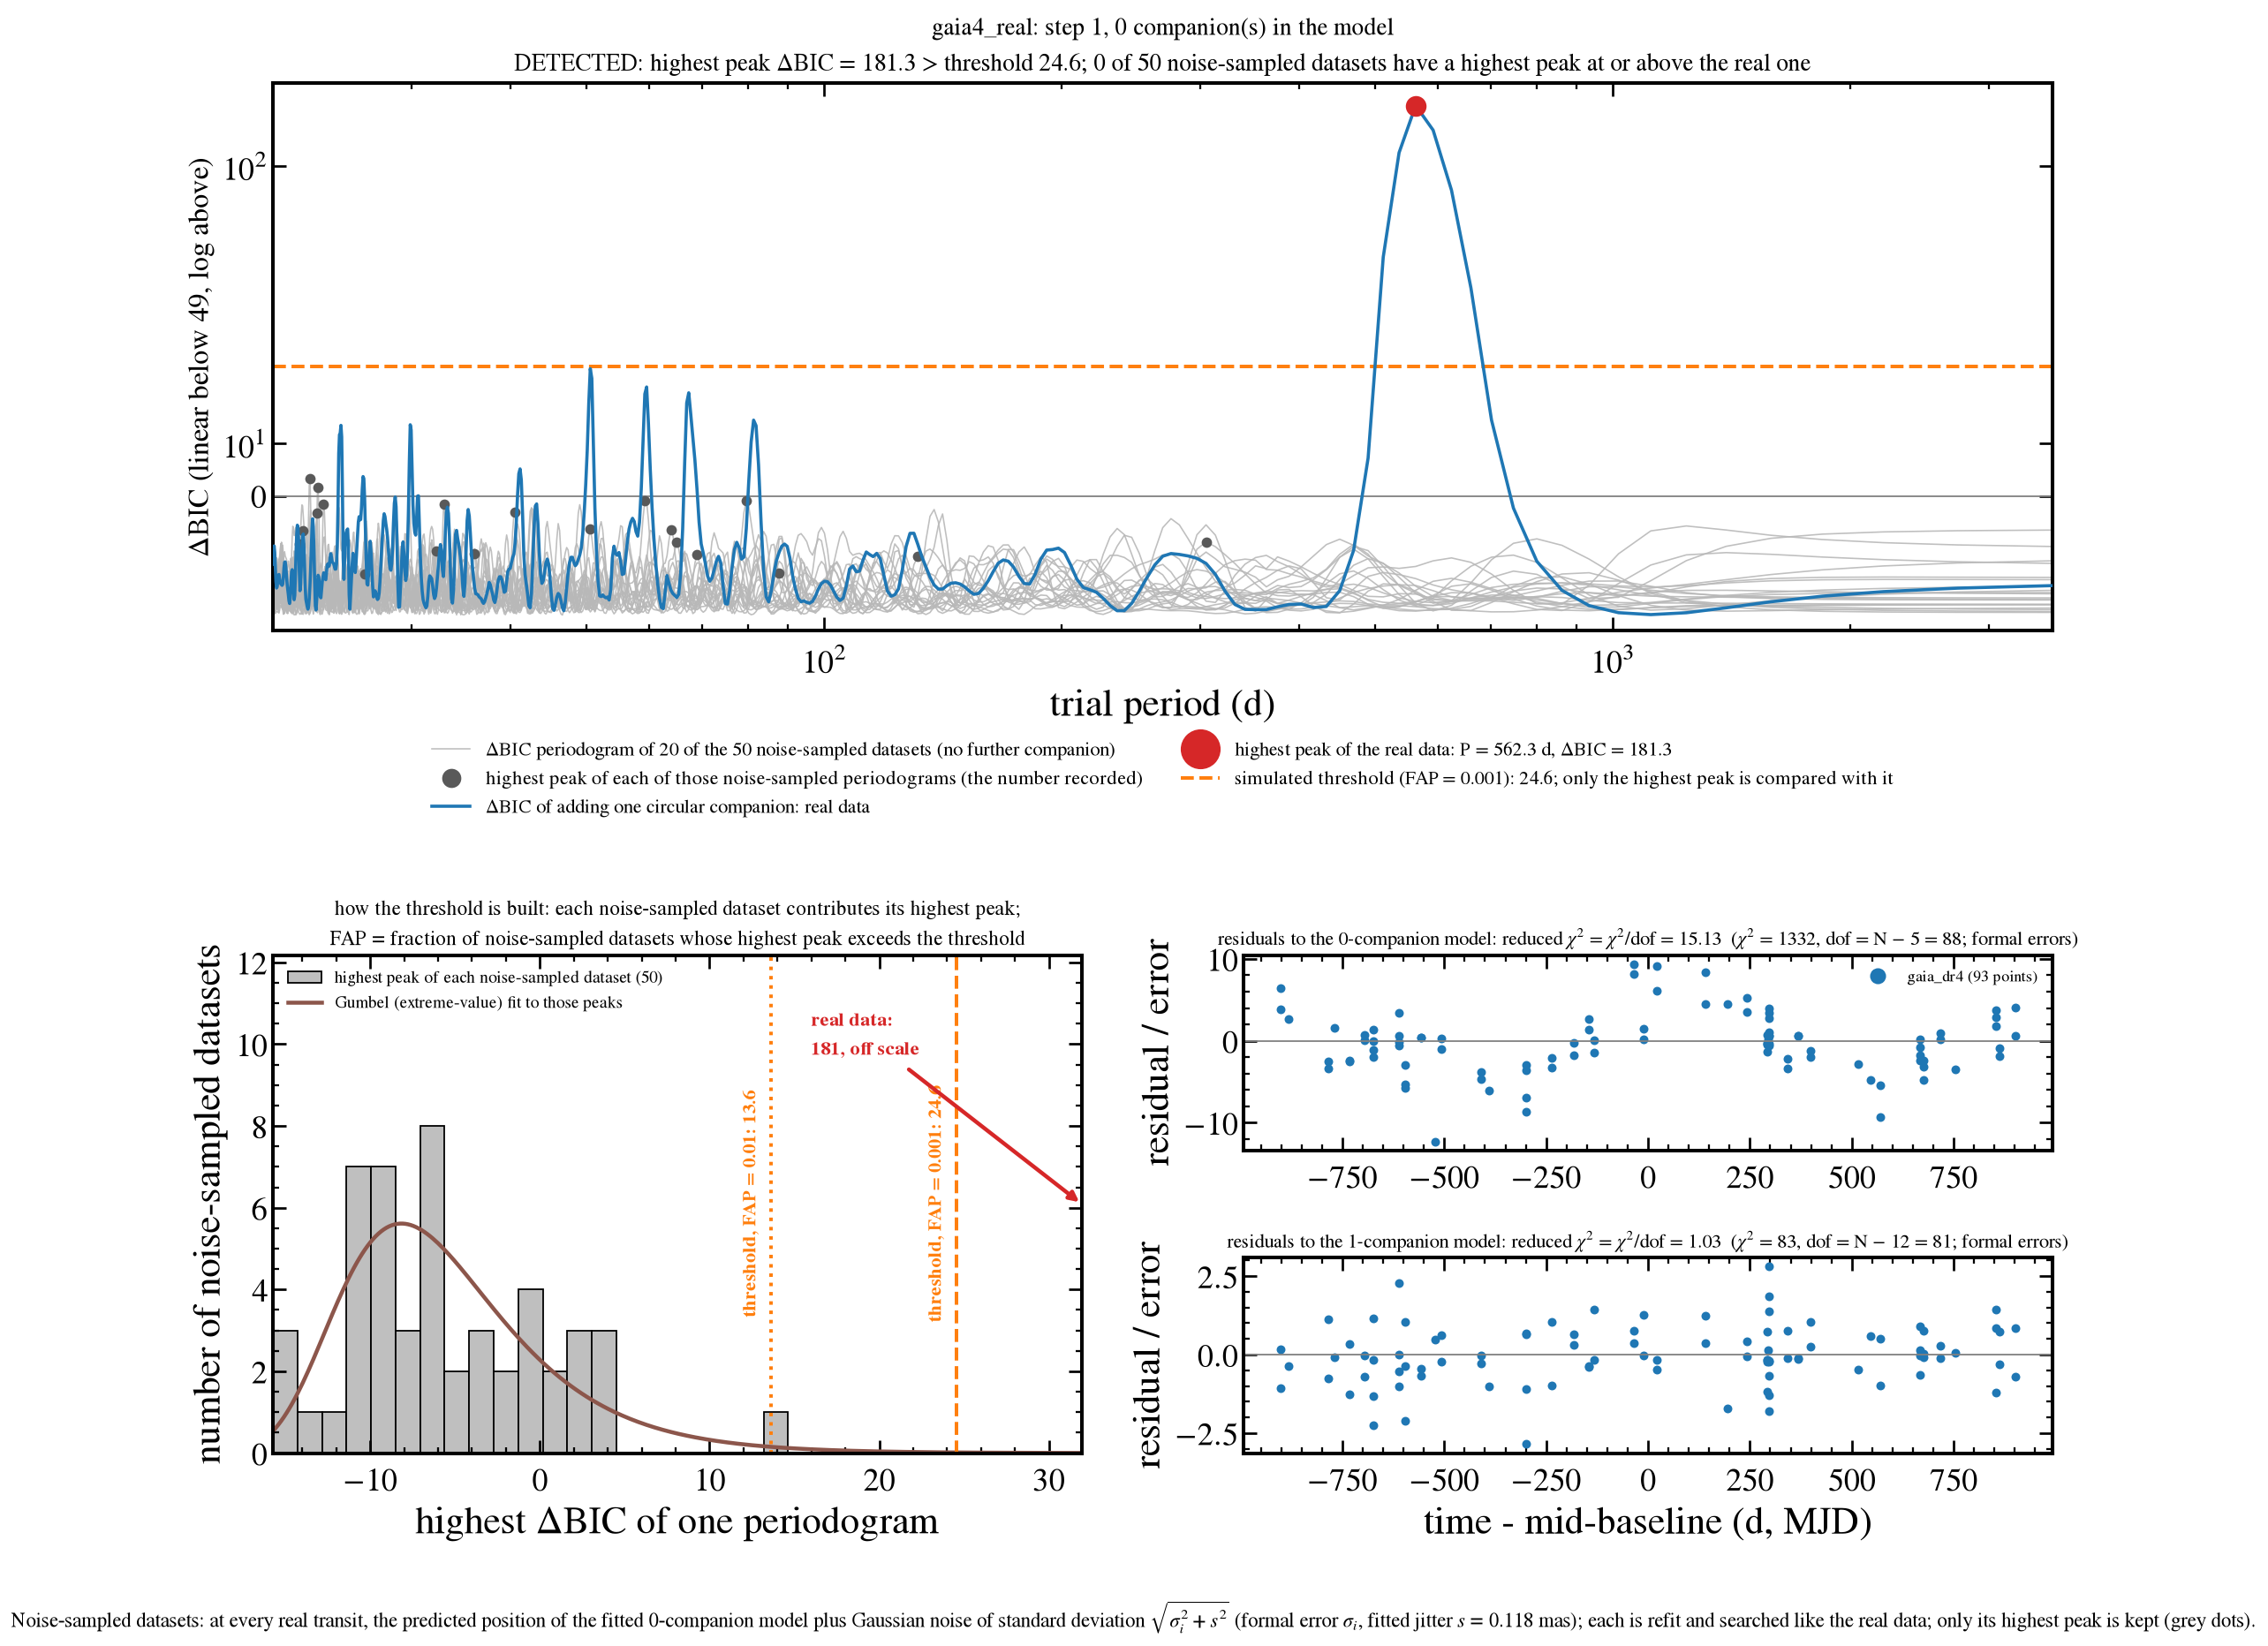 gaia4_real: step 1, 0 companion(s) in the model
DETECTED: highest peak ΔBIC = 181.3 > threshold 24.6; 0 of 50 noise-sampled datasets have a highest peak at or above the real one
ΔBIC (linear below 49, log above)
10²
10¹
0
10²
10³
trial period (d)
ΔBIC periodogram of 20 of the 50 noise-sampled datasets (no further companion)
highest peak of each of those noise-sampled periodograms (the number recorded)
ΔBIC of adding one circular companion: real data
highest peak of the real data: P = 562.3 d, ΔBIC = 181.3
simulated threshold (FAP = 0.001): 24.6; only the highest peak is compared with it
how the threshold is built: each noise-sampled dataset contributes its highest peak;
FAP = fraction of noise-sampled datasets whose highest peak exceeds the threshold
number of noise-sampled datasets
12
10
8
6
4
2
0
highest peak of each noise-sampled dataset (50)
Gumbel (extreme-value) fit to those peaks
real data:
181, off scale
threshold, FAP = 0.01: 13.6
threshold, FAP = 0.001: 24.6
−10 0 10 20 30
highest ΔBIC of one periodogram
residuals to the 0-companion model: reduced χ² = χ²/dof = 15.13 (χ² = 1332, dof = N − 5 = 88; formal errors)
residual / error
10
0
−10
gaia_dr4 (93 points)
−750 −500 −250 0 250 500 750
residuals to the 1-companion model: reduced χ² = χ²/dof = 1.03 (χ² = 83, dof = N − 12 = 81; formal errors)
residual / error
2.5
0.0
−2.5
−750 −500 −250 0 250 500 750
time - mid-baseline (d, MJD)
Noise-sampled datasets: at every real transit, the predicted position of the fitted 0-companion model plus Gaussian noise of standard deviation √(σᵢ² + s²) (formal error σᵢ, fitted jitter s = 0.118 mas); each is refit and searched like the real data; only its highest peak is kept (grey dots).